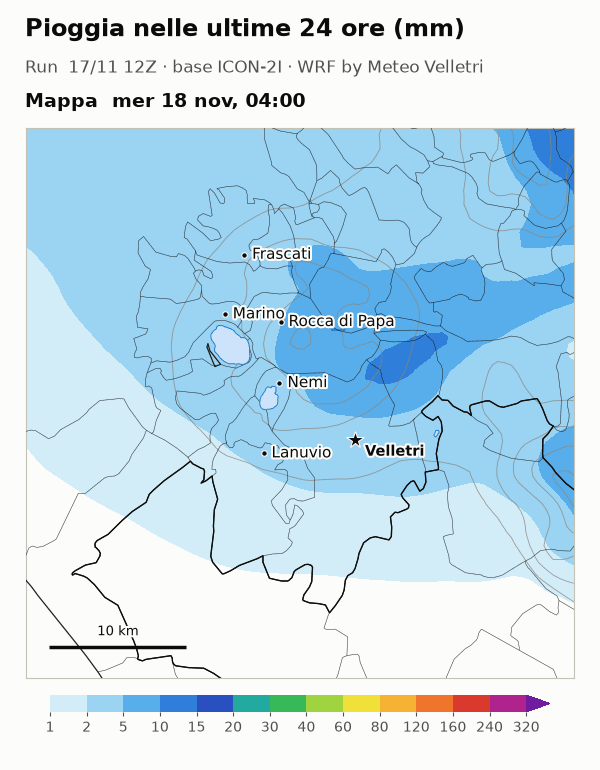 Pioggia nelle ultime 24 ore (mm)
Run  17/11 12Z · base ICON-2I · WRF by Meteo Velletri
Mappa  mer 18 nov, 04:00
Frascati
Marino
Rocca di Papa
Nemi
Velletri
Lanuvio
10 km
1 2 5 10 15 20 30 40 60 80 120 160 240 320